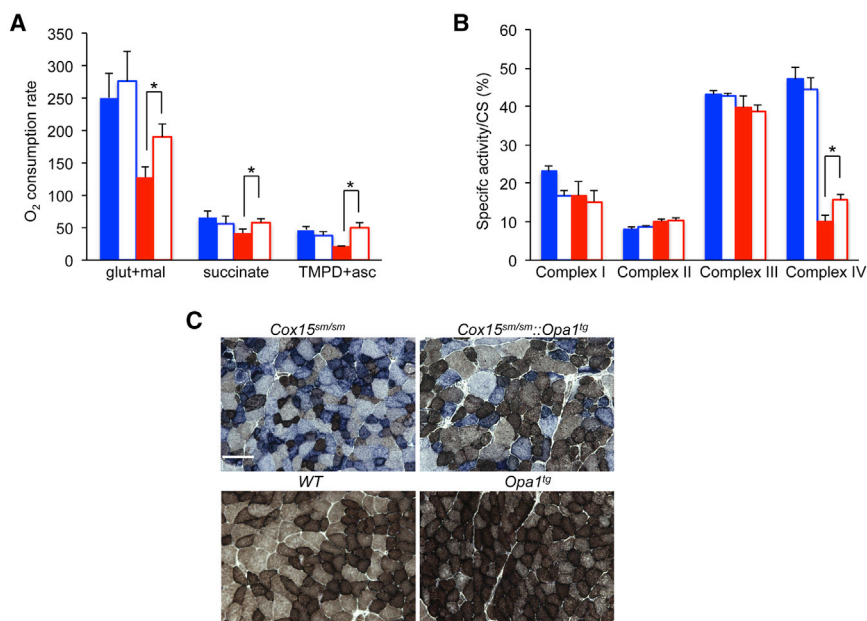 A
O2 consumption rate
350
300
250
200
150
100
50
0
*
*
*
glut+mal succinate TMPD+asc
B
Specifc activity/CS (%)
60
50
40
30
20
10
0
*
Complex I Complex II Complex III Complex IV
C
Cox15sm/sm Cox15sm/sm::Opa1tg
WT Opa1tg